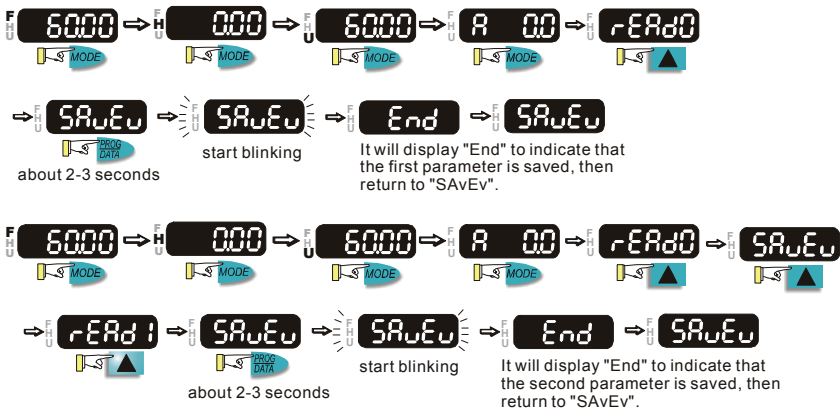 F H U 60.00 ⇨ F H U 0.00 ⇨ F H U 60.00 ⇨ F H U A 0.0 ⇨ F H U rEAd0
MODE MODE MODE MODE ▲
⇨ F H U SAvEv ⇨ F H U SAvEv ⇨ F H U End ⇨ F H U SAvEv
PROG DATA
start blinking
about 2-3 seconds
It will display "End" to indicate that
the first parameter is saved, then
return to "SAvEv".
F H U 60.00 ⇨ F H U 0.00 ⇨ F H U 60.00 ⇨ F H U A 0.0 ⇨ F H U rEAd0 ⇨ F H U SAvEv
MODE MODE MODE MODE ▲ ▲
⇨ F H U rEAd1 ⇨ F H U SAvEv ⇨ F H U SAvEv ⇨ F H U End ⇨ F H U SAvEv
▲ PROG DATA
start blinking
about 2-3 seconds
It will display "End" to indicate that
the second parameter is saved, then
return to "SAvEv".